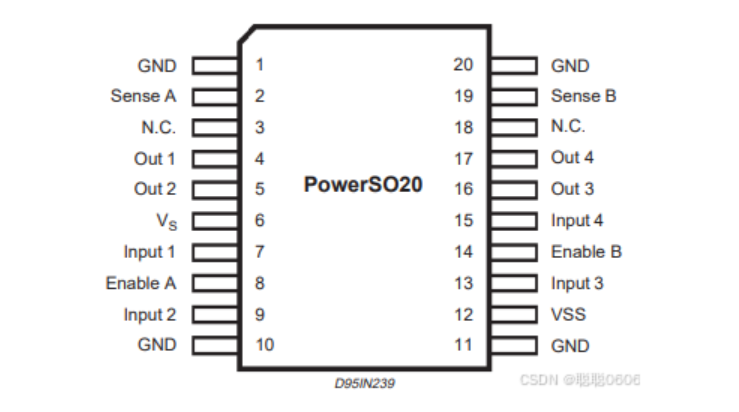 GND 1 20 GND
Sense A 2 19 Sense B
N.C. 3 18 N.C.
Out 1 4 17 Out 4
Out 2 5 PowerSO20 16 Out 3
VS 6 15 Input 4
Input 1 7 14 Enable B
Enable A 8 13 Input 3
Input 2 9 12 VSS
GND 10 11 GND
D95IN239
CSDN @聪聪0606